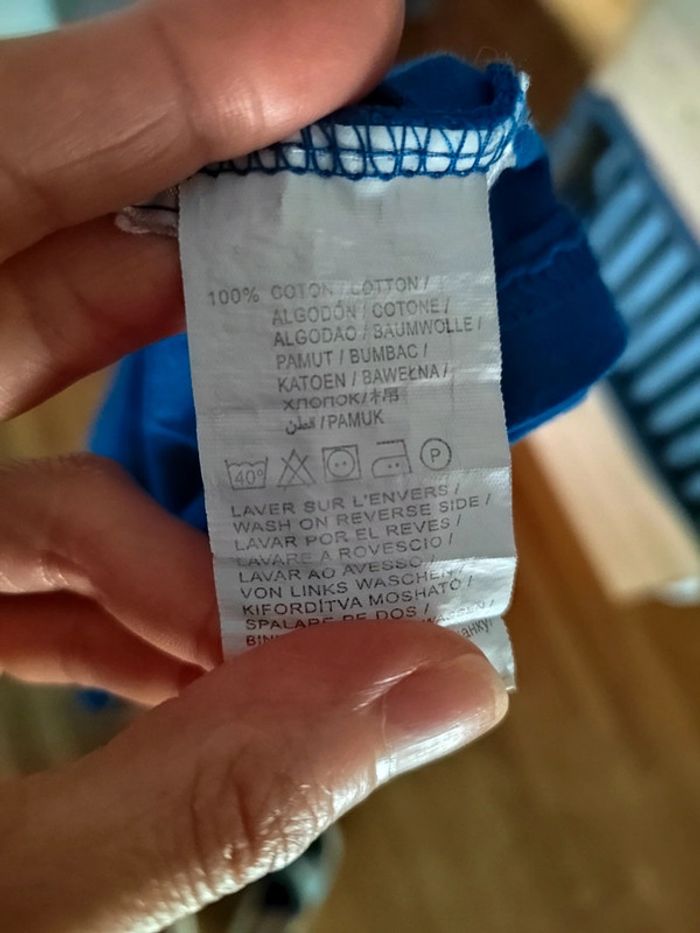 100% COTON / COTTON /
ALGODÓN / COTONE /
ALGODAO / BAUMWOLLE /
PAMUT / BUMBAC /
KATOEN / BAWEŁNA /
ХЛОПОК / 棉
القطن / PAMUK
40° P
LAVER SUR L'ENVERS /
WASH ON REVERSE SIDE /
LAVAR POR EL REVES /
LAVARE A ROVESCIO /
LAVAR AO AVESSO
VON LINKS WASCHEN /
KIFORDÍTVA MOSHATÓ /
SPALARE PE DOS /